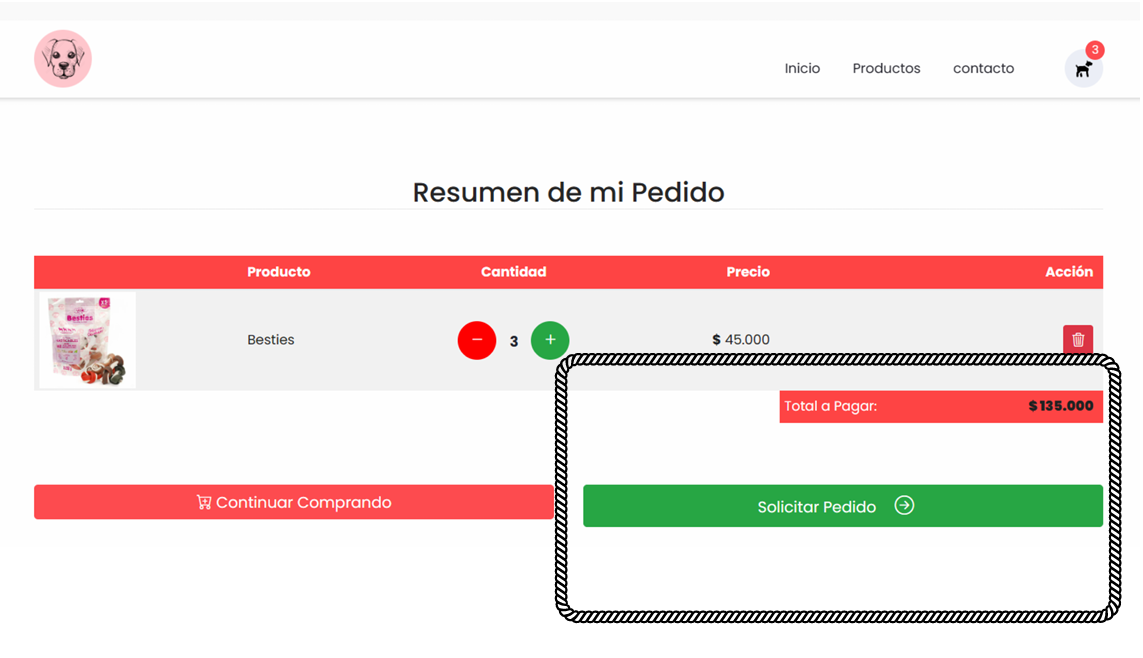 3
Inicio Productos contacto
Resumen de mi Pedido
Producto Cantidad Precio Acción
Besties
Besties 3 $ 45.000
Total a Pagar: $135.000
Continuar Comprando
Solicitar Pedido